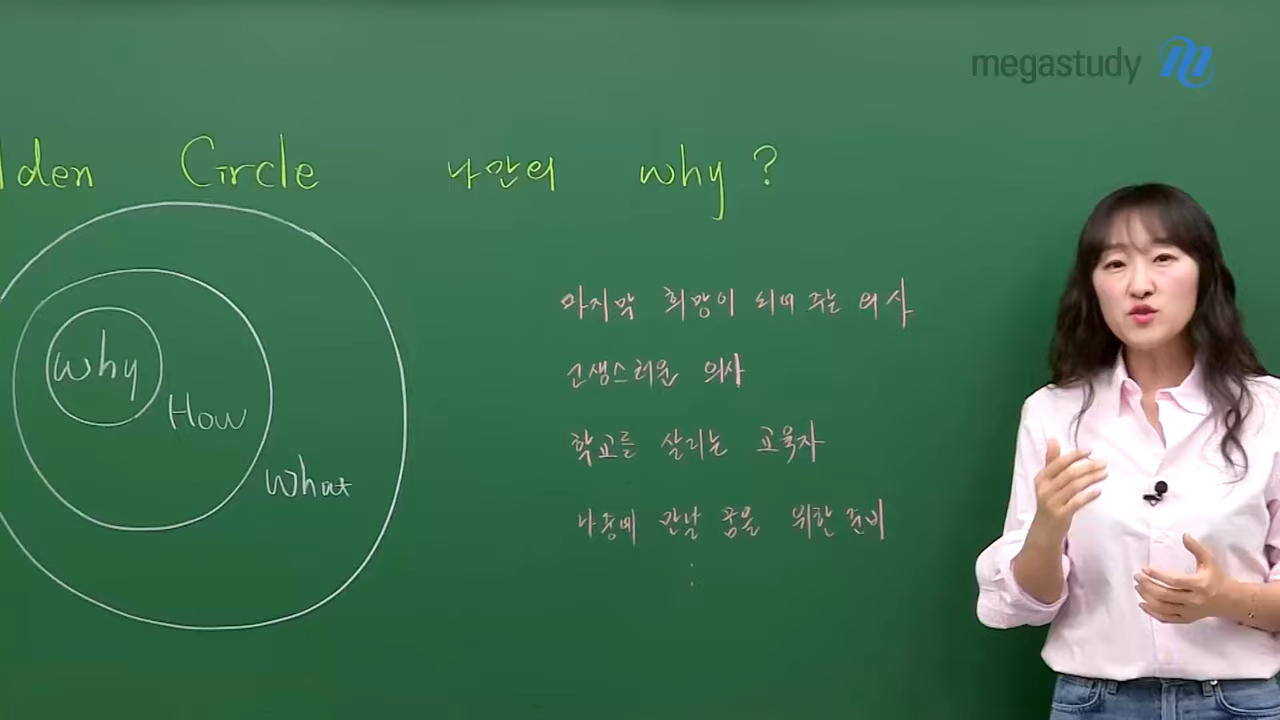 megastudy
lden Circle 나만의 why?
why
How
What
마지막 희망이 되어 주는 의사
고생스러운 의사
학교를 살리는 교육자
나중에 만날 꿈을 위한 준비
⋮